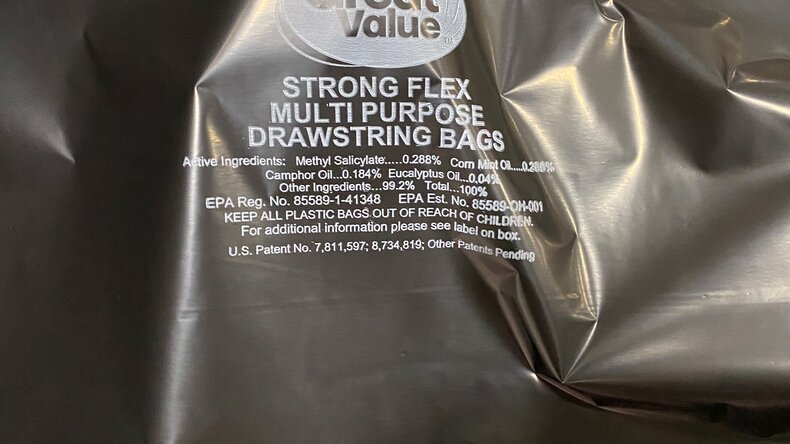 Great
Value
STRONG FLEX
MULTI PURPOSE
DRAWSTRING BAGS
Active Ingredients: Methyl Salicylate.....0.288% Corn Mint Oil.....0.288%
Camphor Oil...0.184% Eucalyptus Oil...0.04%
Other Ingredients...99.2% Total...100%
EPA Reg. No. 85589-1-41348 EPA Est. No. 85589-OH-001
KEEP ALL PLASTIC BAGS OUT OF REACH OF CHILDREN.
For additional information please see label on box.
U.S. Patent No. 7,811,597; 8,734,819; Other Patents Pending